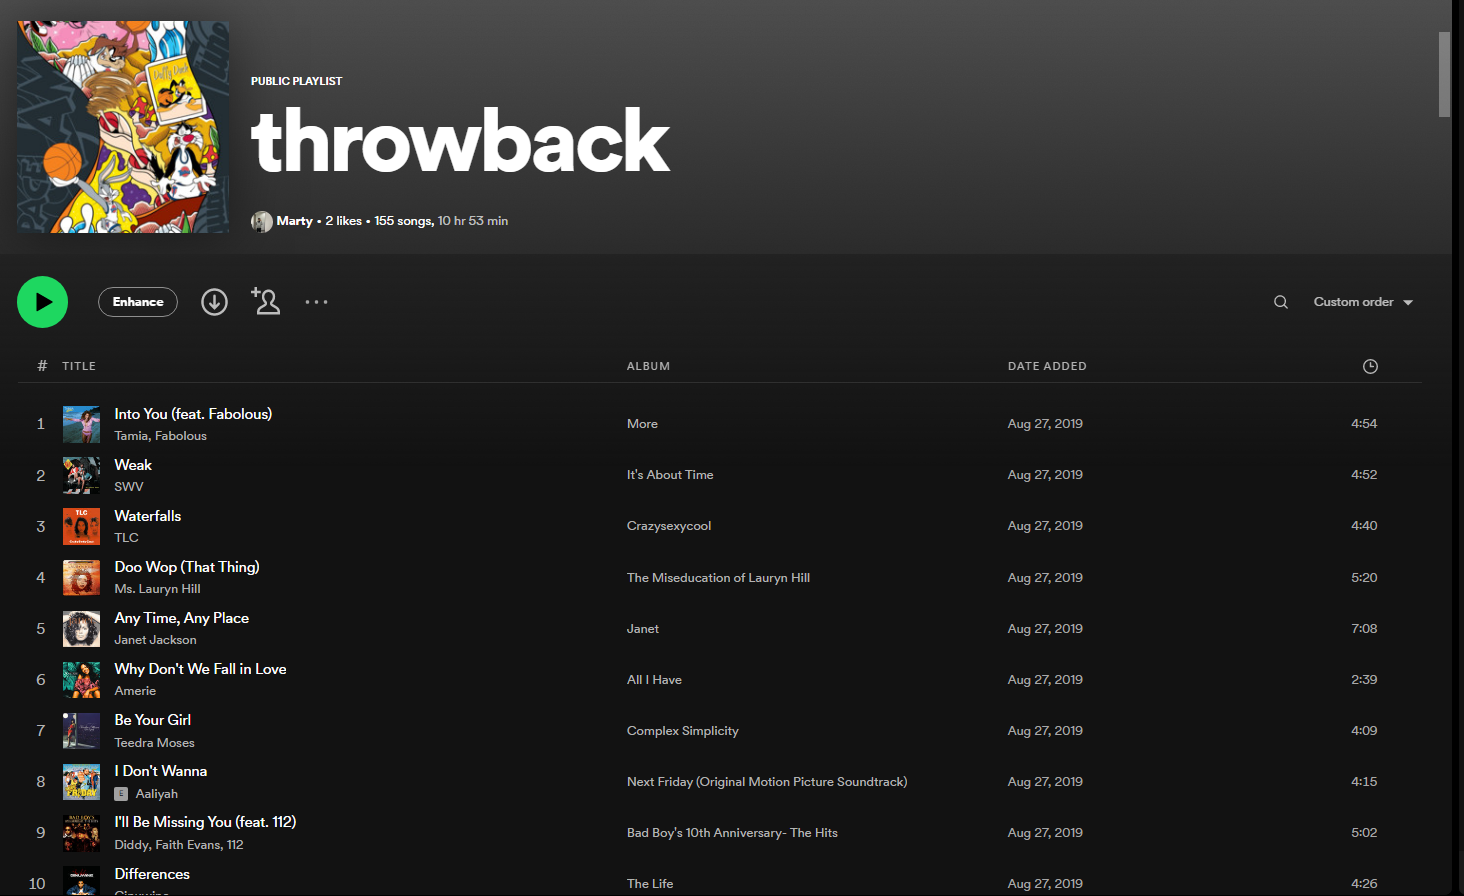 PUBLIC PLAYLIST
throwback
Marty • 2 likes • 155 songs, 10 hr 53 min
Enhance
Custom order
# TITLE ALBUM DATE ADDED
1 Into You (feat. Fabolous) More Aug 27, 2019 4:54
Tamia, Fabolous
2 Weak It's About Time Aug 27, 2019 4:52
SWV
3 Waterfalls Crazysexycool Aug 27, 2019 4:40
TLC
4 Doo Wop (That Thing) The Miseducation of Lauryn Hill Aug 27, 2019 5:20
Ms. Lauryn Hill
5 Any Time, Any Place Janet Aug 27, 2019 7:08
Janet Jackson
6 Why Don't We Fall in Love All I Have Aug 27, 2019 2:39
Amerie
7 Be Your Girl Complex Simplicity Aug 27, 2019 4:09
Teedra Moses
8 I Don't Wanna Next Friday (Original Motion Picture Soundtrack) Aug 27, 2019 4:15
E Aaliyah
9 I'll Be Missing You (feat. 112) Bad Boy's 10th Anniversary- The Hits Aug 27, 2019 5:02
Diddy, Faith Evans, 112
10 Differences The Life Aug 27, 2019 4:26